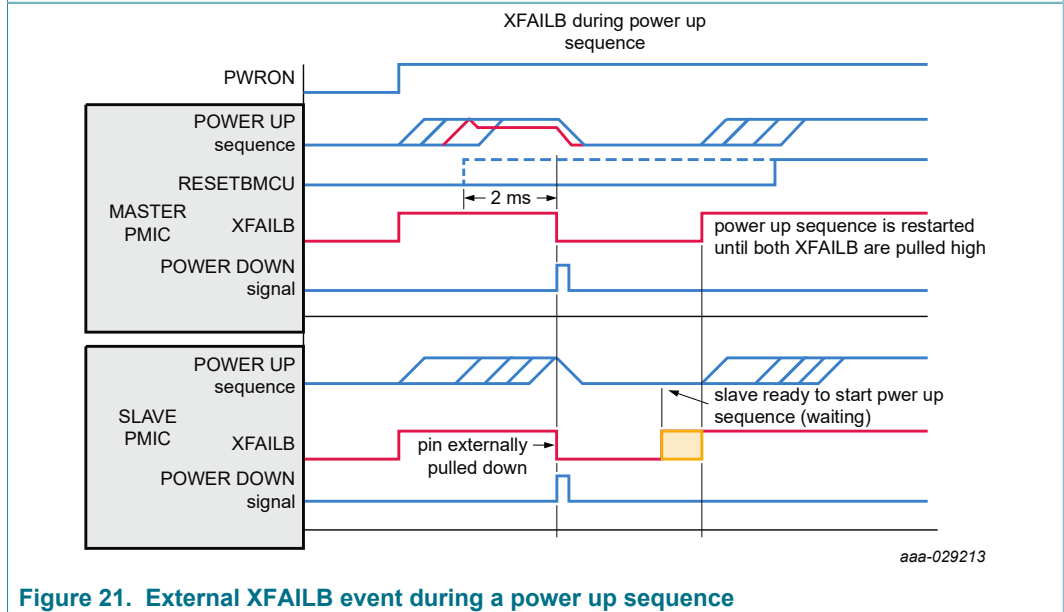 XFAILB during power up
sequence
PWRON
POWER UP
sequence
RESETBMCU
2 ms
MASTER
PMIC
XFAILB
power up sequence is restarted
until both XFAILB are pulled high
POWER DOWN
signal
POWER UP
sequence
slave ready to start pwer up
sequence (waiting)
SLAVE
PMIC
XFAILB
pin externally
pulled down
POWER DOWN
signal
aaa-029213
Figure 21. External XFAILB event during a power up sequence